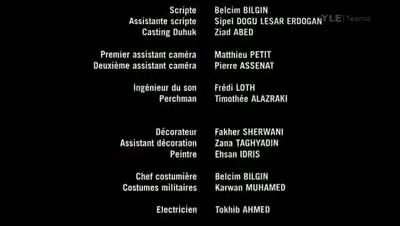 YLE Teema
Scripte Belcim BILGIN
Assistante scripte Sipel DOGU LESAR ERDOGAN
Casting Duhuk Ziad ABED
Premier assistant caméra Matthieu PETIT
Deuxième assistant caméra Pierre ASSENAT
Ingénieur du son Frédi LOTH
Perchman Timothée ALAZRAKI
Décorateur Fakher SHERWANI
Assistant décoration Zana TAGHYADIN
Peintre Ehsan IDRIS
Chef costumière Belcim BILGIN
Costumes militaires Karwan MUHAMED
Electricien Tokhib AHMED